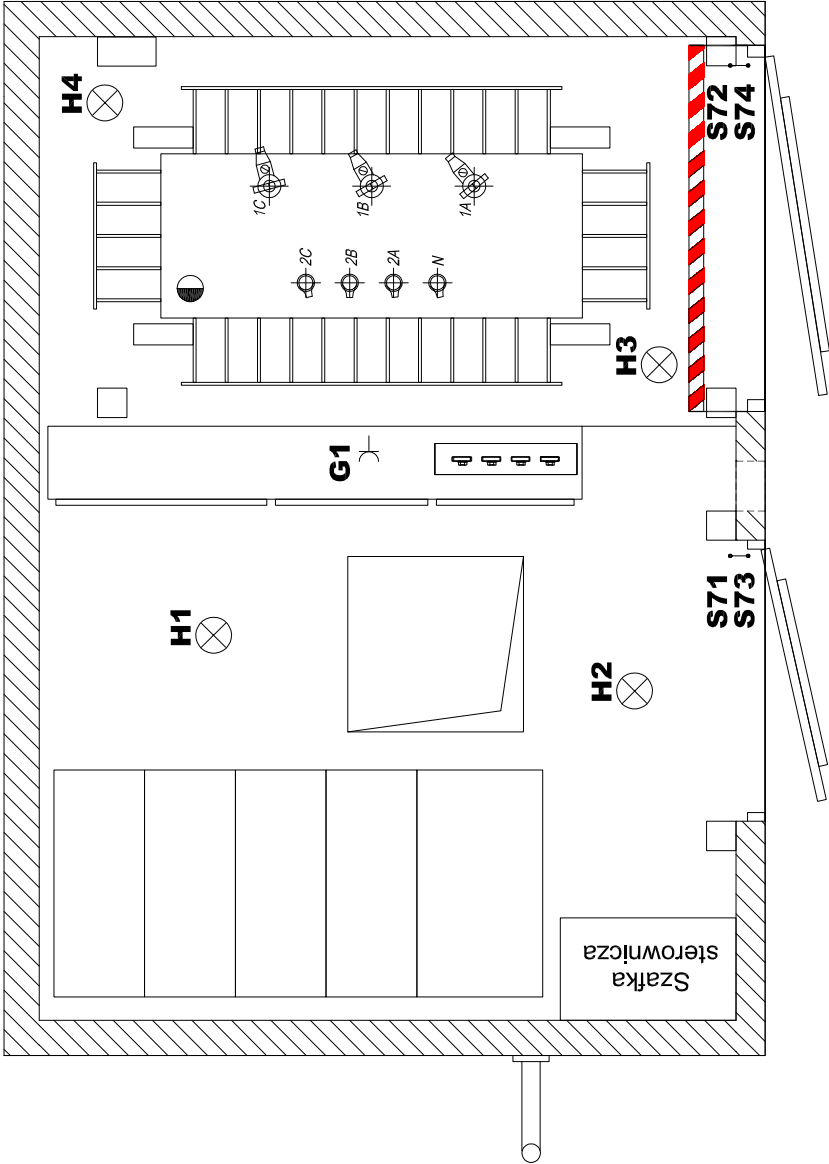 H4
S72
S74
1C
1B
1A
2C
2B
2A
N
H3
G1
H1
S71
S73
H2
Szafka
sterownicza